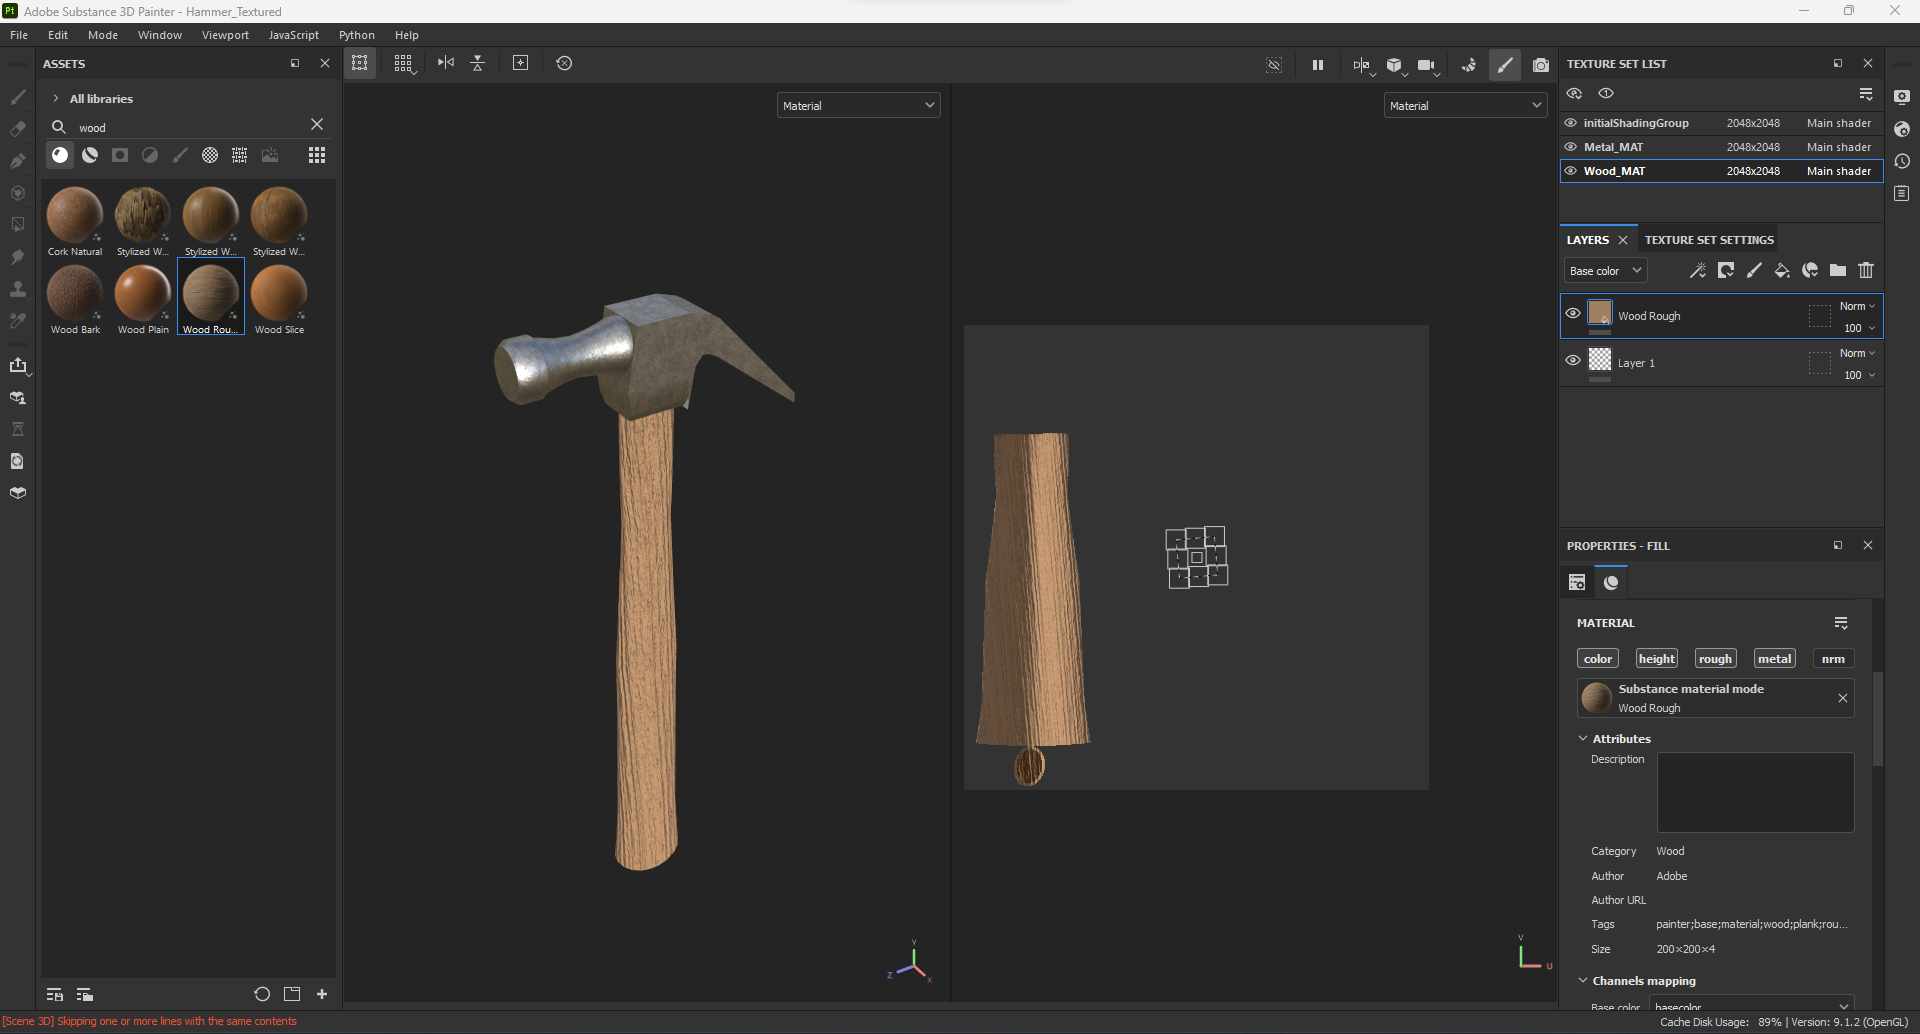 Pt Adobe Substance 3D Painter - Hammer_Textured
File Edit Mode Window Viewport JavaScript Python Help
ASSETS
All libraries
wood
Cork Natural Stylized W... Stylized W... Stylized W...
Wood Bark Wood Plain Wood Rou... Wood Slice
Material
Y
Z
X
Material
V
U
TEXTURE SET LIST
initialShadingGroup 2048x2048 Main shader
Metal_MAT 2048x2048 Main shader
Wood_MAT 2048x2048 Main shader
LAYERS TEXTURE SET SETTINGS
Base color
Wood Rough Norm
100
Layer 1 Norm
100
PROPERTIES - FILL
MATERIAL
color height rough metal nrm
Substance material mode
Wood Rough
Attributes
Description
Category Wood
Author Adobe
Author URL
Tags painter;base;material;wood;plank;rou...
Size 200×200×4
Channels mapping
Base color basecolor
[Scene 3D] Skipping one or more lines with the same contents
Cache Disk Usage: 89% | Version: 9.1.2 (OpenGL)